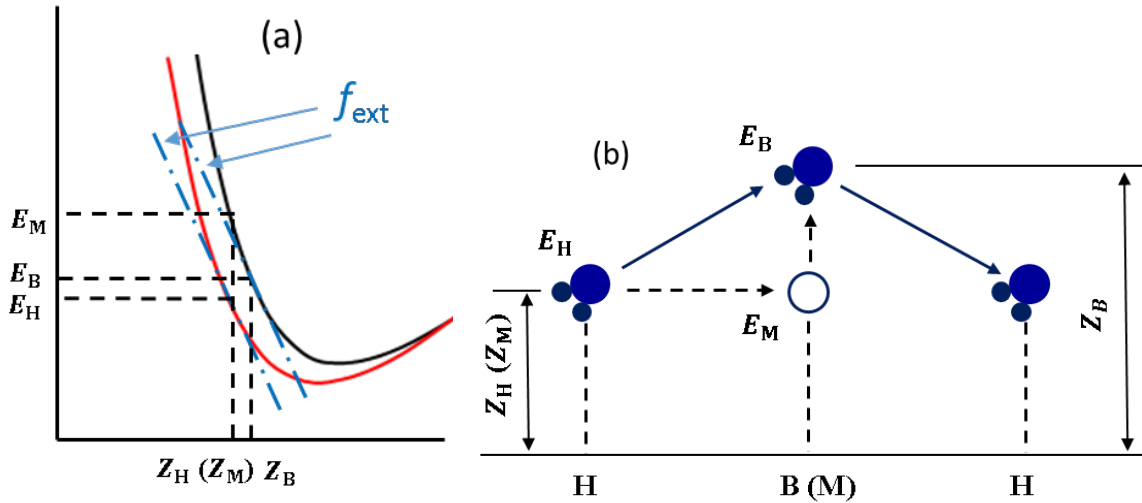 (a)
f_ext
E_M
E_B
E_H
Z_H (Z_M) Z_B
(b)
E_B
E_H
E_M
Z_H (Z_M)
Z_B
H B (M) H